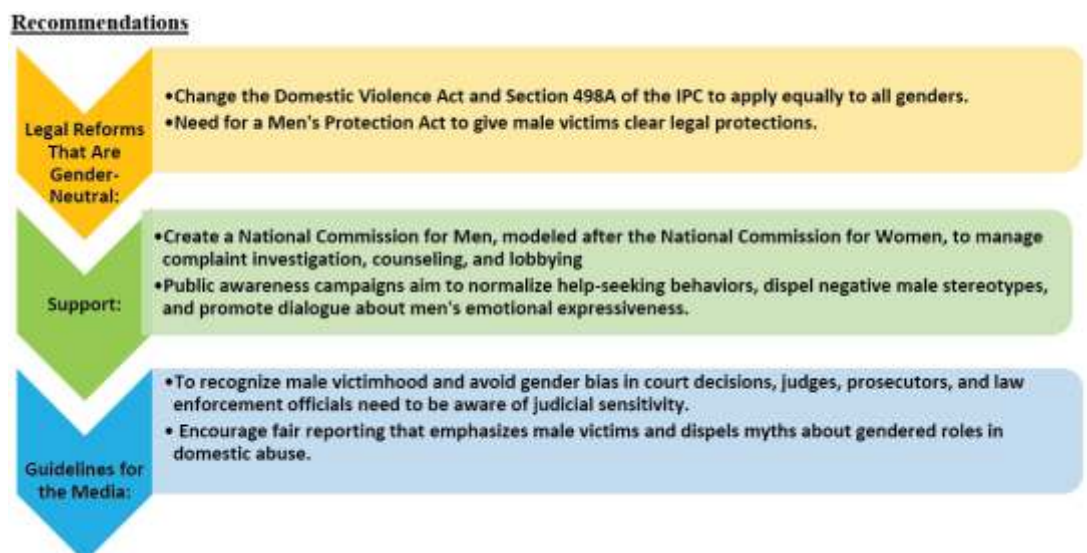 Recommendations
Legal Reforms
That Are
Gender-
Neutral:
•Change the Domestic Violence Act and Section 498A of the IPC to apply equally to all genders.
•Need for a Men's Protection Act to give male victims clear legal protections.
Support:
•Create a National Commission for Men, modeled after the National Commission for Women, to manage
complaint investigation, counseling, and lobbying
•Public awareness campaigns aim to normalize help-seeking behaviors, dispel negative male stereotypes,
and promote dialogue about men's emotional expressiveness.
Guidelines for
the Media:
•To recognize male victimhood and avoid gender bias in court decisions, judges, prosecutors, and law
enforcement officials need to be aware of judicial sensitivity.
• Encourage fair reporting that emphasizes male victims and dispels myths about gendered roles in
domestic abuse.